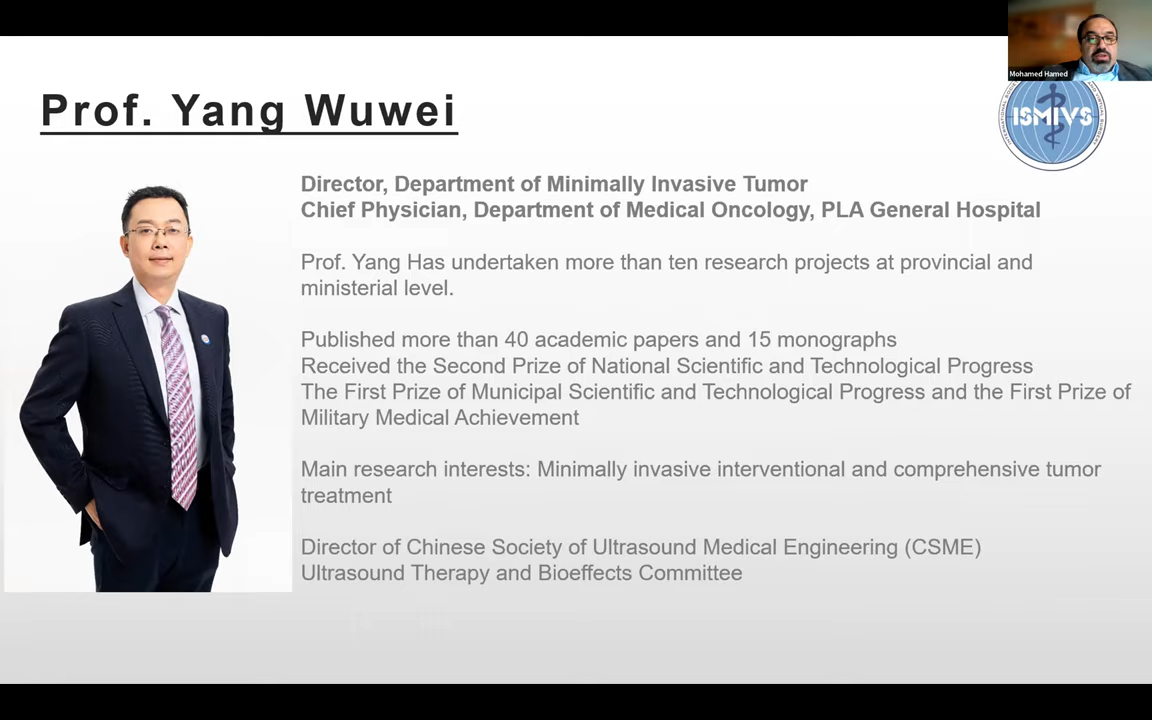 Mohamed Hamed
Prof. Yang Wuwei
ISMIVS
Director, Department of Minimally Invasive Tumor
Chief Physician, Department of Medical Oncology, PLA General Hospital
Prof. Yang Has undertaken more than ten research projects at provincial and
ministerial level.
Published more than 40 academic papers and 15 monographs
Received the Second Prize of National Scientific and Technological Progress
The First Prize of Municipal Scientific and Technological Progress and the First Prize of
Military Medical Achievement
Main research interests: Minimally invasive interventional and comprehensive tumor
treatment
Director of Chinese Society of Ultrasound Medical Engineering (CSME)
Ultrasound Therapy and Bioeffects Committee